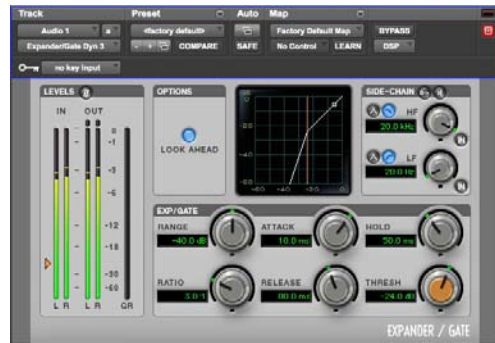 Track Preset Auto Map
Audio 1 a <factory default> Factory Default Map BYPASS
Expander/Gate Dyn 3 - + COMPARE SAFE No Control LEARN DSP
no key input
LEVELS OPTIONS SIDE-CHAIN
IN OUT
LOOK AHEAD
HF
20.0 kHz
LF
20.0 Hz
0
-1
-3
-6
-12
-18
-30
-60
L R L R GR
EXP/GATE
RANGE ATTACK HOLD
-40.0 dB 10.0 ms 50.0 ms
RATIO RELEASE THRESH
3.0:1 80.0 ms -24.0 dB
EXPANDER / GATE